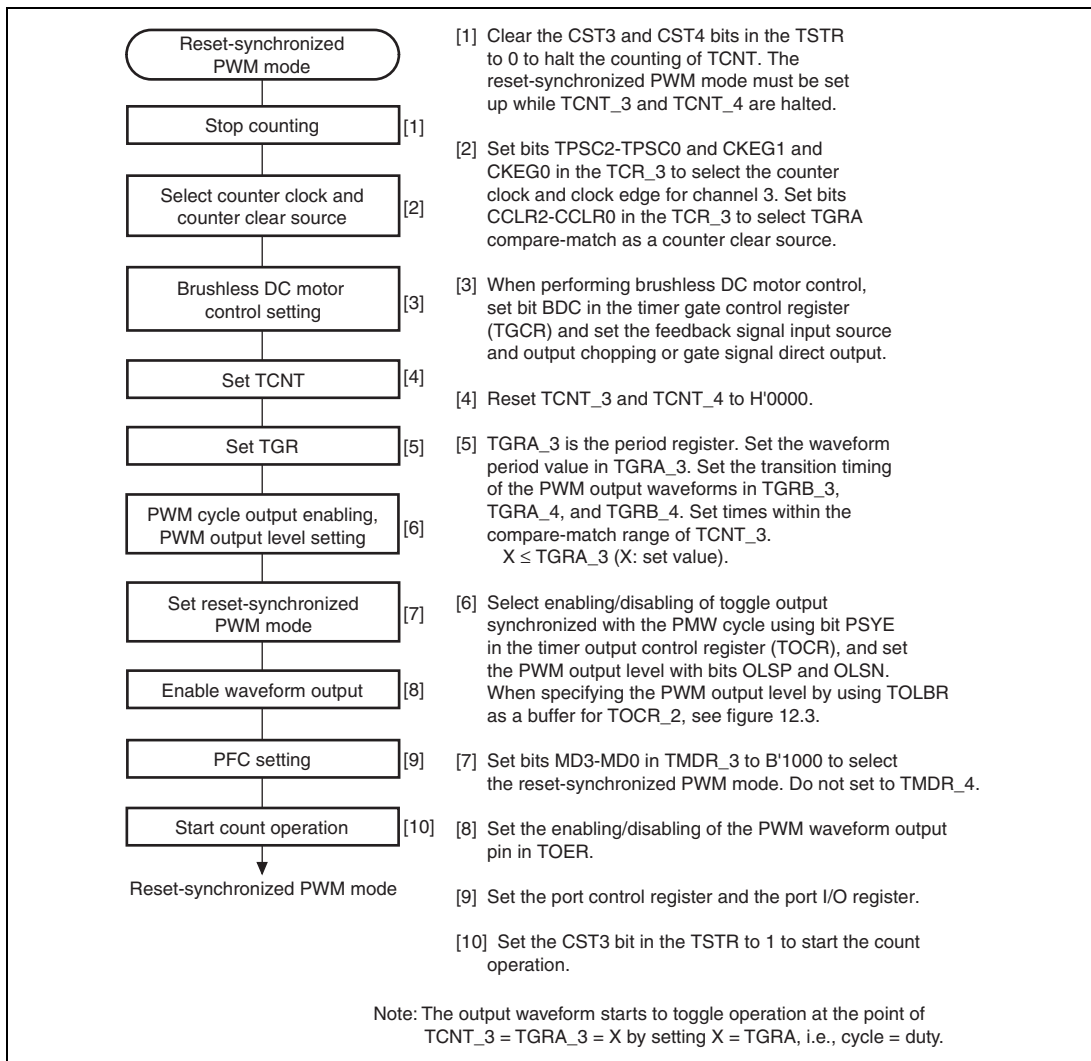 Reset-synchronized
PWM mode
Stop counting
[1]
Select counter clock and
counter clear source
[2]
Brushless DC motor
control setting
[3]
Set TCNT
[4]
Set TGR
[5]
PWM cycle output enabling,
PWM output level setting
[6]
Set reset-synchronized
PWM mode
[7]
Enable waveform output
[8]
PFC setting
[9]
Start count operation
[10]
Reset-synchronized PWM mode
[1] Clear the CST3 and CST4 bits in the TSTR
to 0 to halt the counting of TCNT. The
reset-synchronized PWM mode must be set
up while TCNT_3 and TCNT_4 are halted.
[2] Set bits TPSC2-TPSC0 and CKEG1 and
CKEG0 in the TCR_3 to select the counter
clock and clock edge for channel 3. Set bits
CCLR2-CCLR0 in the TCR_3 to select TGRA
compare-match as a counter clear source.
[3] When performing brushless DC motor control,
set bit BDC in the timer gate control register
(TGCR) and set the feedback signal input source
and output chopping or gate signal direct output.
[4] Reset TCNT_3 and TCNT_4 to H'0000.
[5] TGRA_3 is the period register. Set the waveform
period value in TGRA_3. Set the transition timing
of the PWM output waveforms in TGRB_3,
TGRA_4, and TGRB_4. Set times within the
compare-match range of TCNT_3.
X ≤ TGRA_3 (X: set value).
[6] Select enabling/disabling of toggle output
synchronized with the PMW cycle using bit PSYE
in the timer output control register (TOCR), and set
the PWM output level with bits OLSP and OLSN.
When specifying the PWM output level by using TOLBR
as a buffer for TOCR_2, see figure 12.3.
[7] Set bits MD3-MD0 in TMDR_3 to B'1000 to select
the reset-synchronized PWM mode. Do not set to TMDR_4.
[8] Set the enabling/disabling of the PWM waveform output
pin in TOER.
[9] Set the port control register and the port I/O register.
[10] Set the CST3 bit in the TSTR to 1 to start the count
operation.
Note: The output waveform starts to toggle operation at the point of
TCNT_3 = TGRA_3 = X by setting X = TGRA, i.e., cycle = duty.